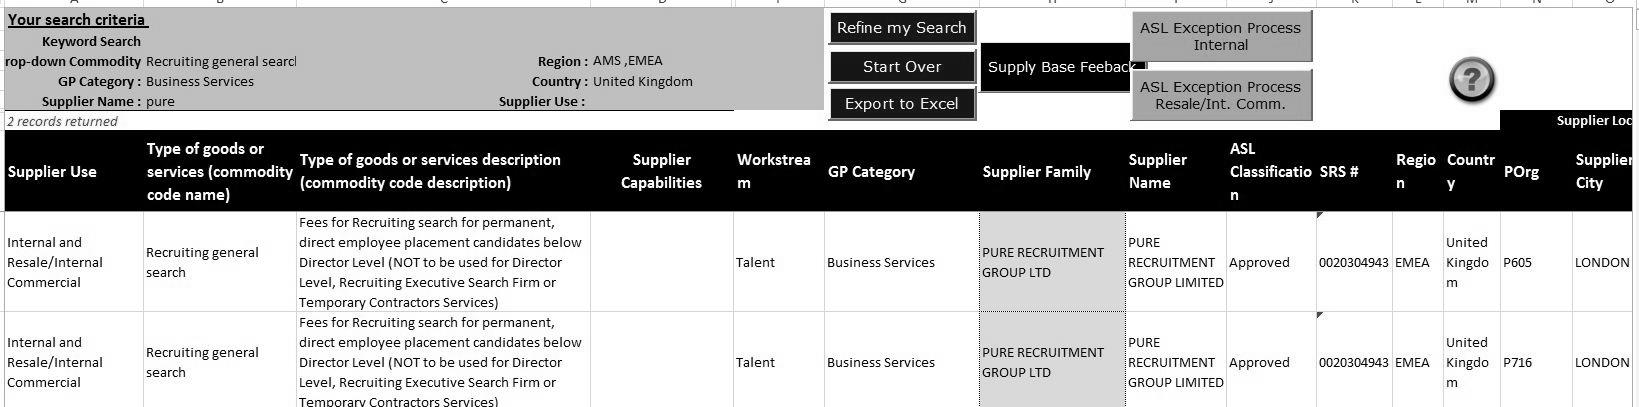 Your search criteria
Keyword Search
rop-down Commodity Recruiting general searcl
Region : AMS ,EMEA
GP Category : Business Services
Country : United Kingdom
Supplier Name : pure
Supplier Use :
Refine my Search
Start Over
Export to Excel
Supply Base Feeback
ASL Exception Process
Internal
ASL Exception Process
Resale/Int. Comm.
?
2 records returned
Supplier Loc
Supplier Use
Type of goods or
services (commodity
code name)
Type of goods or services description
(commodity code description)
Supplier
Capabilities
Workstrea
m
GP Category
Supplier Family
Supplier
Name
ASL
Classificatio
n
SRS #
Regio
n
Countr
y
POrg
Supplier
City
Internal and
Resale/Internal
Commercial
Recruiting general
search
Fees for Recruiting search for permanent,
direct employee placement candidates below
Director Level (NOT to be used for Director
Level, Recruiting Executive Search Firm or
Temporary Contractors Services)
Talent
Business Services
PURE RECRUITMENT
GROUP LTD
PURE
RECRUITMENT
GROUP LIMITED
Approved
0020304943
EMEA
United
Kingdo
m
P605
LONDON
Internal and
Resale/Internal
Commercial
Recruiting general
search
Fees for Recruiting search for permanent,
direct employee placement candidates below
Director Level (NOT to be used for Director
Level, Recruiting Executive Search Firm or
Temporary Contractors Services)
Talent
Business Services
PURE RECRUITMENT
GROUP LTD
PURE
RECRUITMENT
GROUP LIMITED
Approved
0020304943
EMEA
United
Kingdo
m
P716
LONDON